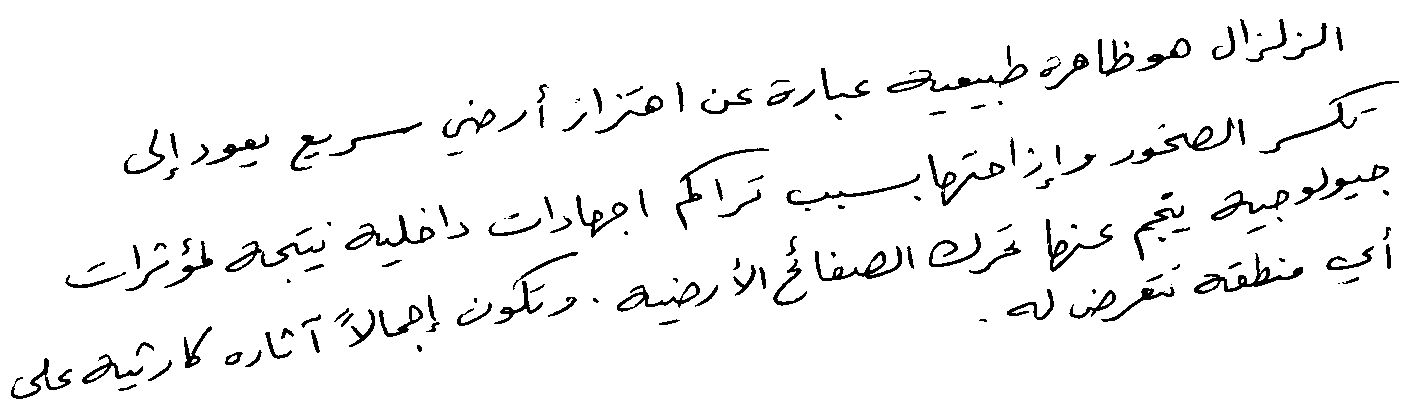 الزلزال هو ظاهرة طبيعية عبارة عن اهتزاز أرضي سريع يعود إلى
تكسر الصخور وإزاحتها بسبب تراكم اجهادات داخلية نتيجة لمؤثرات
جيولوجية ينجم عنها تحرك الصفائح الأرضية. وتكون إجمالاً آثاره كارثية على
أي منطقة تتعرض له.